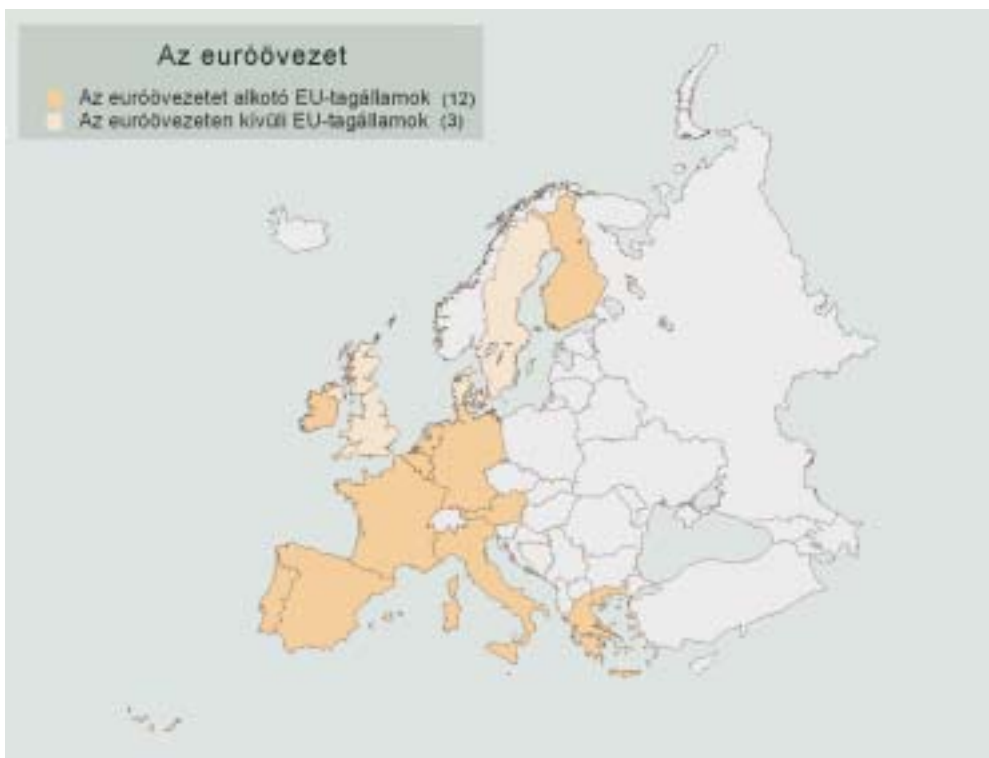 Az euróövezet
Az euróövezetet alkotó EU-tagállamok (12)
Az euróövezeten kívüli EU-tagállamok (3)